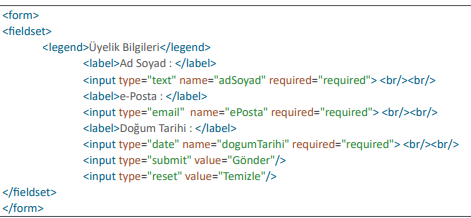 <form>
<fieldset>
<legend>Üyelik Bilgileri</legend>
<label>Ad Soyad : </label>
<input type="text" name="adSoyad" required="required"> <br/><br/>
<label>e-Posta : </label>
<input type="email" name="ePosta" required="required"> <br/><br/>
<label>Doğum Tarihi : </label>
<input type="date" name="dogumTarihi" required="required"> <br/><br/>
<input type="submit" value="Gönder"/>
<input type="reset" value="Temizle"/>
</fieldset>
</form>